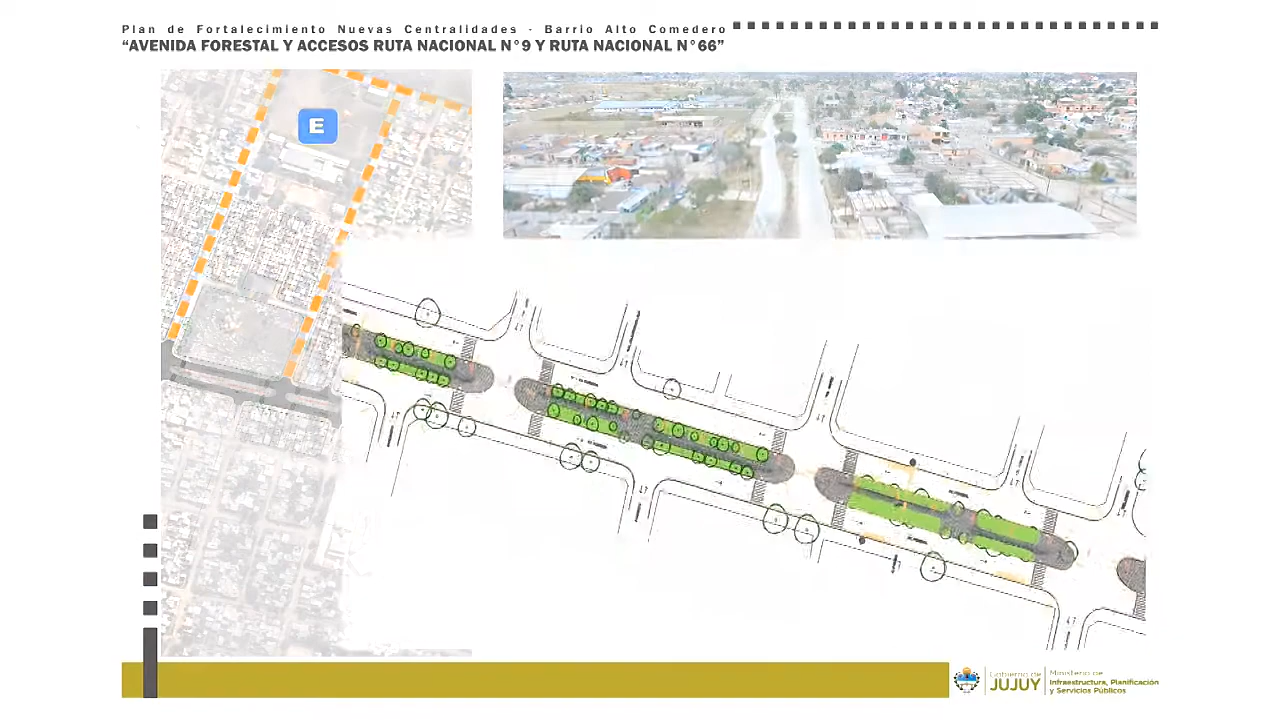 Plan de Fortalecimiento Nuevas Centralidades - Barrio Alto Comedero
“AVENIDA FORESTAL Y ACCESOS RUTA NACIONAL N°9 Y RUTA NACIONAL N°66”
E
Gobierno de
JUJUY
Ministerio de
Infraestructura, Planificación
y Servicios Públicos